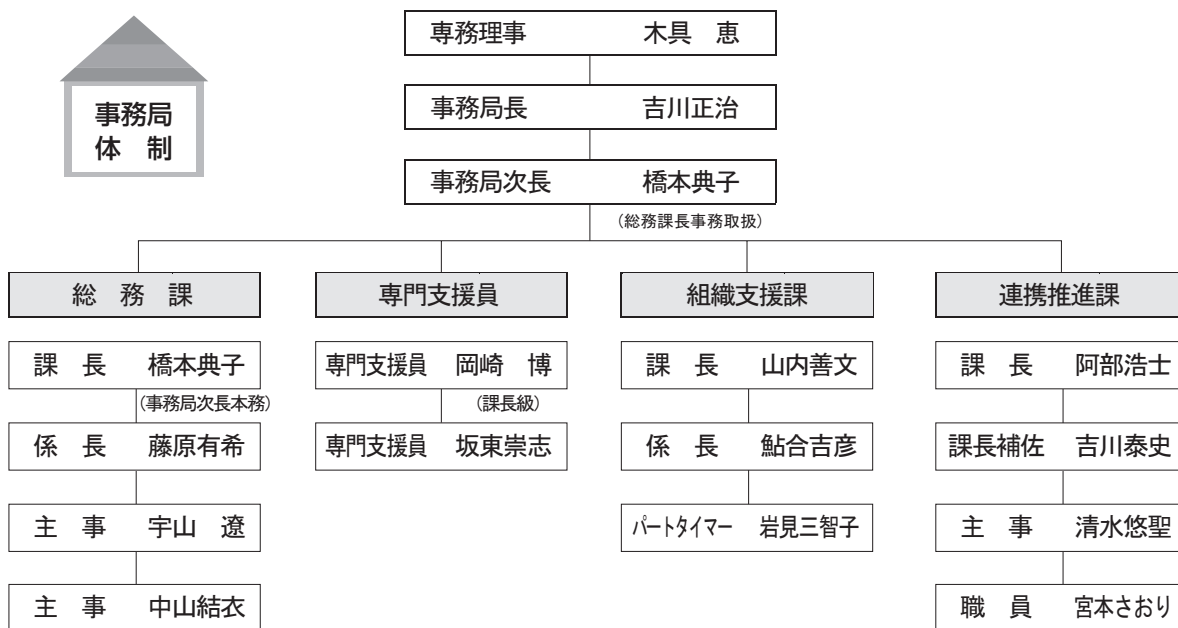 事務局
体　制
専務理事　木具　恵
事務局長　吉川正治
事務局次長　橋本典子
（総務課長事務取扱）
総　務　課
課　長　橋本典子
（事務局次長本務）
係　長　藤原有希
主　事　宇山　遼
主　事　中山結衣
専門支援員
専門支援員　岡崎　博
（課長級）
専門支援員　坂東崇志
組織支援課
課　長　山内善文
係　長　鮎合吉彦
パートタイマー　岩見三智子
連携推進課
課　長　阿部浩士
課長補佐　吉川泰史
主　事　清水悠聖
職　員　宮本さおり